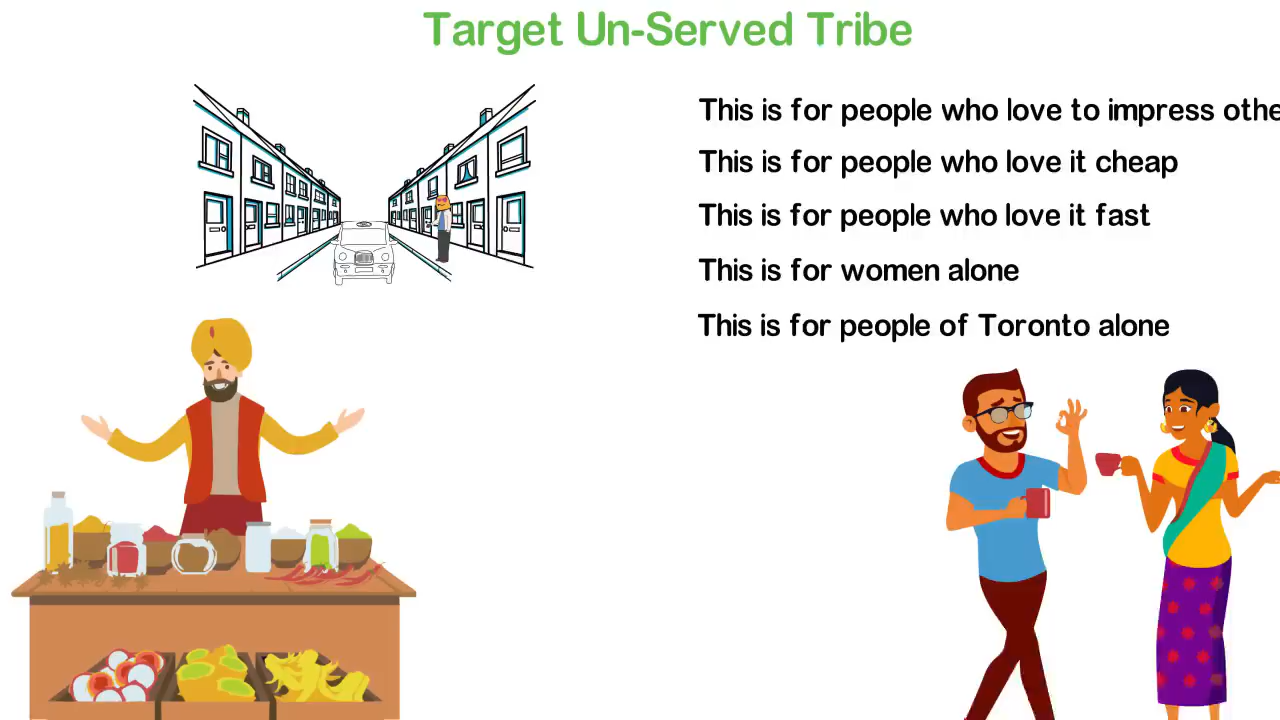 Target Un-Served Tribe
This is for people who love to impress othe
This is for people who love it cheap
This is for people who love it fast
This is for women alone
This is for people of Toronto alone